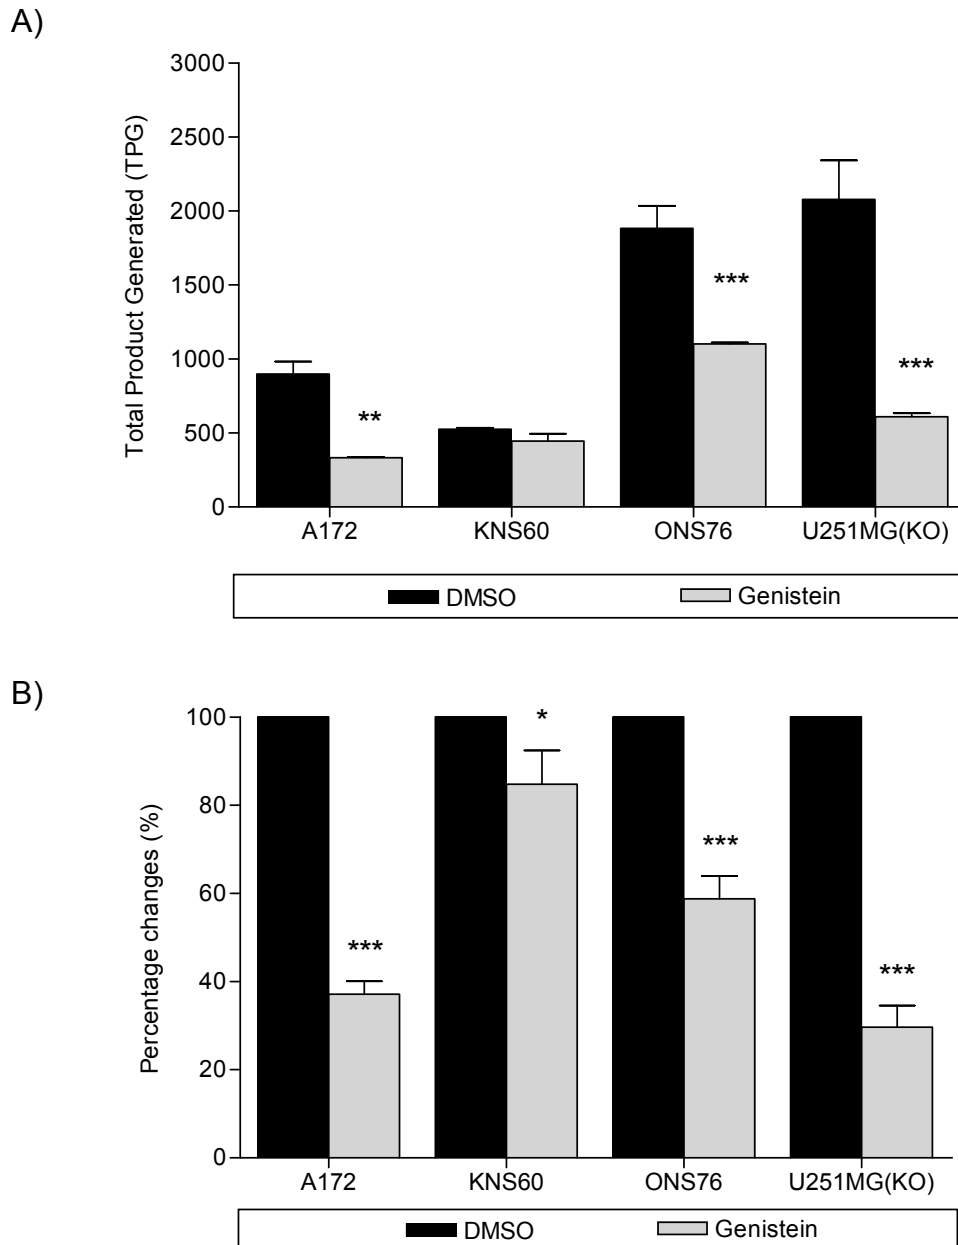 A)
Total Product Generated (TPG)
3000
2500
2000
1500
1000
500
0
**
***
***
A172 KNS60 ONS76 U251MG(KO)
DMSO Genistein
B)
Percentage changes (%)
100
80
60
40
20
0
***
*
***
***
A172 KNS60 ONS76 U251MG(KO)
DMSO Genistein